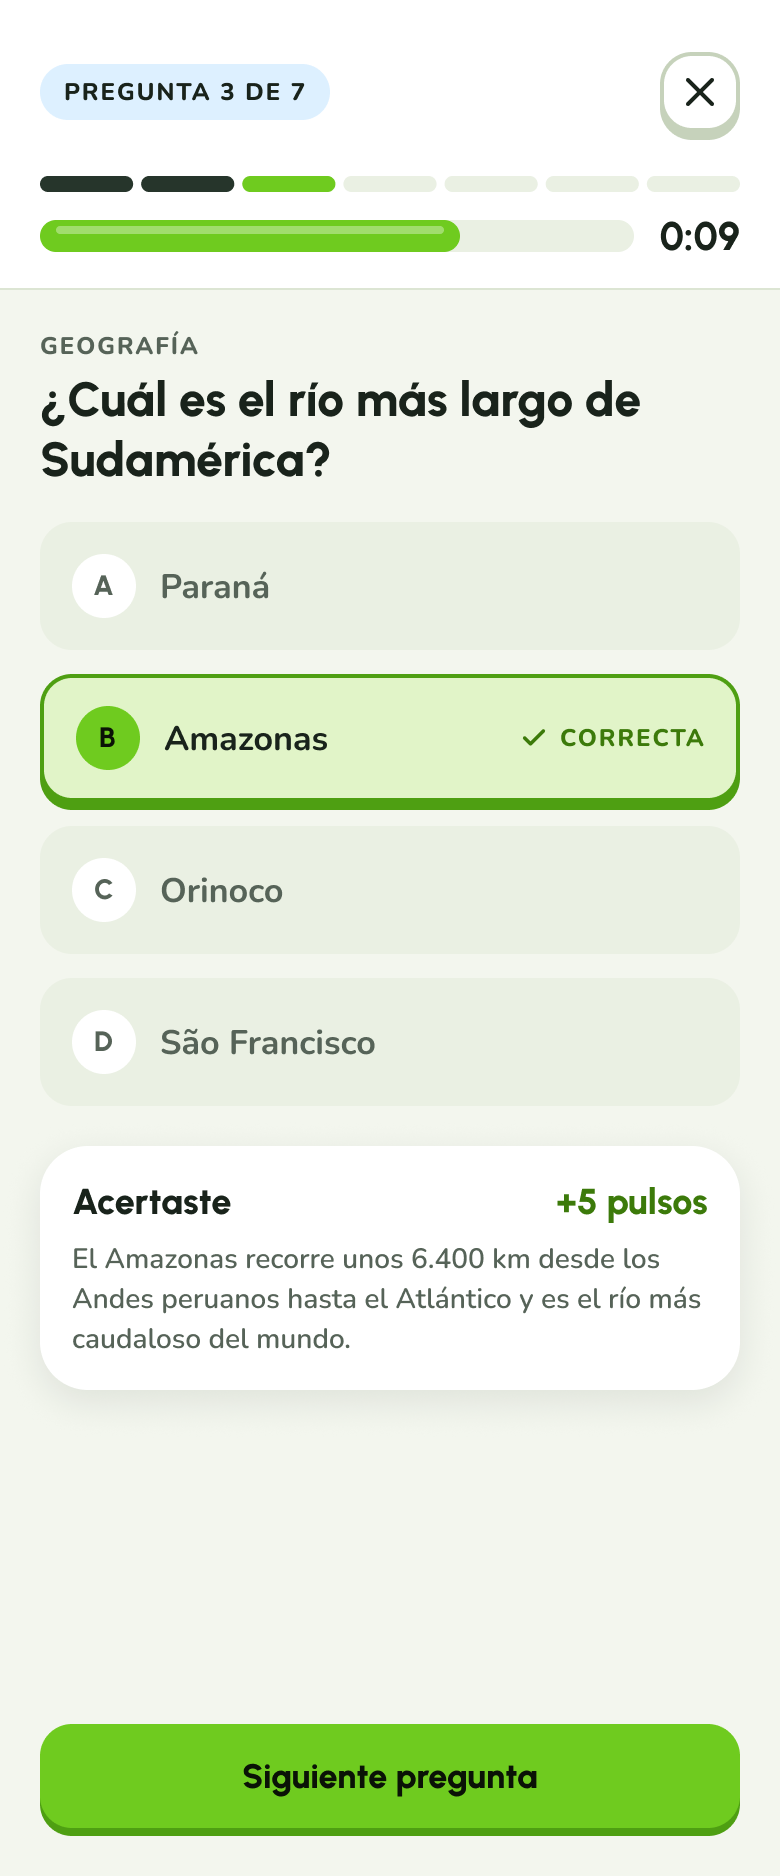 PREGUNTA 3 DE 7
0:09
GEOGRAFÍA
¿Cuál es el río más largo de
Sudamérica?
A Paraná
B Amazonas CORRECTA
C Orinoco
D São Francisco
Acertaste +5 pulsos
El Amazonas recorre unos 6.400 km desde los
Andes peruanos hasta el Atlántico y es el río más
caudaloso del mundo.
Siguiente pregunta